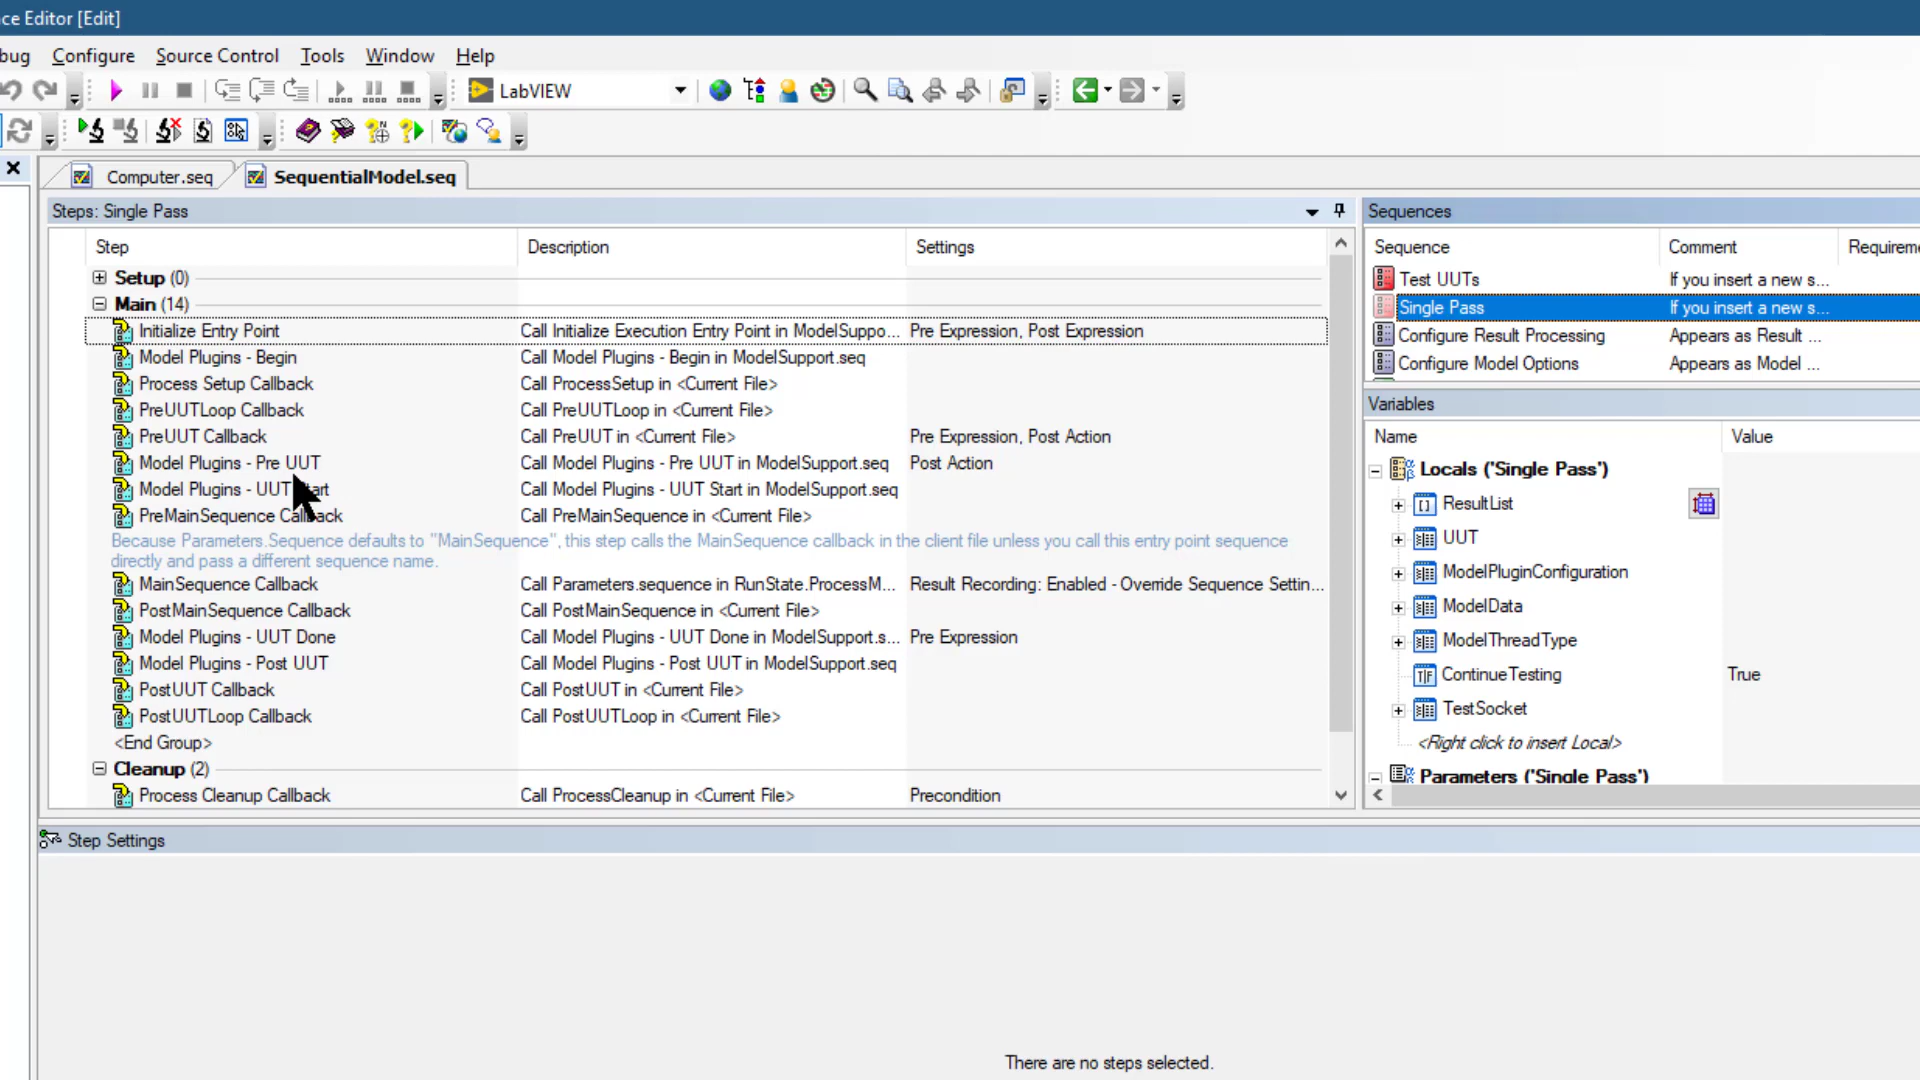 ce Editor [Edit]
bug Configure Source Control Tools Window Help
LabVIEW
Computer.seq SequentialModel.seq
Steps: Single Pass
Step Description Settings
Setup (0)
Main (14)
Initialize Entry Point Call Initialize Execution Entry Point in ModelSuppo... Pre Expression, Post Expression
Model Plugins - Begin Call Model Plugins - Begin in ModelSupport.seq
Process Setup Callback Call ProcessSetup in <Current File>
PreUUTLoop Callback Call PreUUTLoop in <Current File>
PreUUT Callback Call PreUUT in <Current File> Pre Expression, Post Action
Model Plugins - Pre UUT Call Model Plugins - Pre UUT in ModelSupport.seq Post Action
Model Plugins - UUT Start Call Model Plugins - UUT Start in ModelSupport.seq
PreMainSequence Callback Call PreMainSequence in <Current File>
Because Parameters.Sequence defaults to "MainSequence", this step calls the MainSequence callback in the client file unless you call this entry point sequence
directly and pass a different sequence name.
MainSequence Callback Call Parameters.sequence in RunState.ProcessM... Result Recording: Enabled - Override Sequence Settin...
PostMainSequence Callback Call PostMainSequence in <Current File>
Model Plugins - UUT Done Call Model Plugins - UUT Done in ModelSupport.s... Pre Expression
Model Plugins - Post UUT Call Model Plugins - Post UUT in ModelSupport.seq
PostUUT Callback Call PostUUT in <Current File>
PostUUTLoop Callback Call PostUUTLoop in <Current File>
<End Group>
Cleanup (2)
Process Cleanup Callback Call ProcessCleanup in <Current File> Precondition
Step Settings
There are no steps selected.
Sequences
Sequence Comment Requireme
Test UUTs If you insert a new s...
Single Pass If you insert a new s...
Configure Result Processing Appears as Result ...
Configure Model Options Appears as Model ...
Variables
Name Value
Locals ('Single Pass')
ResultList
UUT
ModelPluginConfiguration
ModelData
ModelThreadType
ContinueTesting True
TestSocket
<Right click to insert Local>
Parameters ('Single Pass')